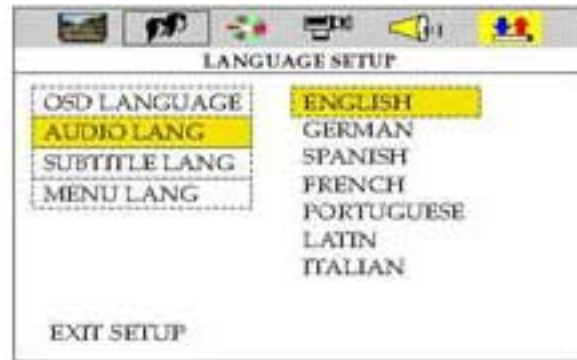 LANGUAGE SETUP
OSD LANGUAGE
AUDIO LANG
SUBTITLE LANG
MENU LANG
ENGLISH
GERMAN
SPANISH
FRENCH
PORTUGUESE
LATIN
ITALIAN
EXIT SETUP